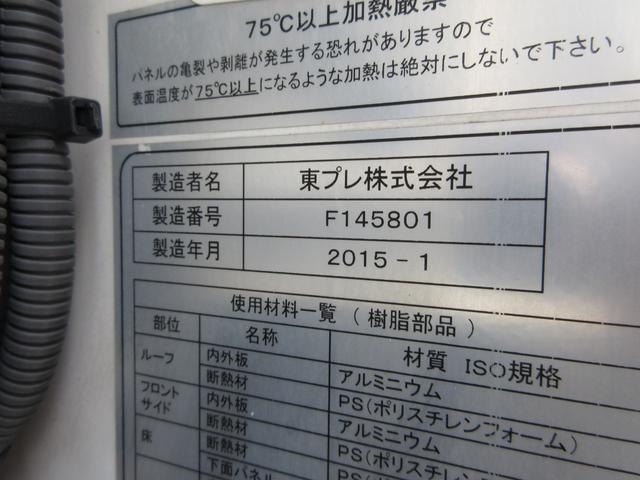 75℃以上加熱厳禁
パネルの亀裂や剥離が発生する恐れがありますので
表面温度が75℃以上になるような加熱は絶対にしないで下さい。
製造者名 東プレ株式会社
製造番号 F145801
製造年月 2015-1
使用材料一覧（樹脂部品）
部位 名称 材質 ISO規格
ルーフ 内外板 アルミニウム
断熱材 PS(ポリスチレンフォーム)
フロント
サイド 内外板 アルミニウム
断熱材 PS(ポリスチレン
床 断熱材 PS(ポリス
下面パネル